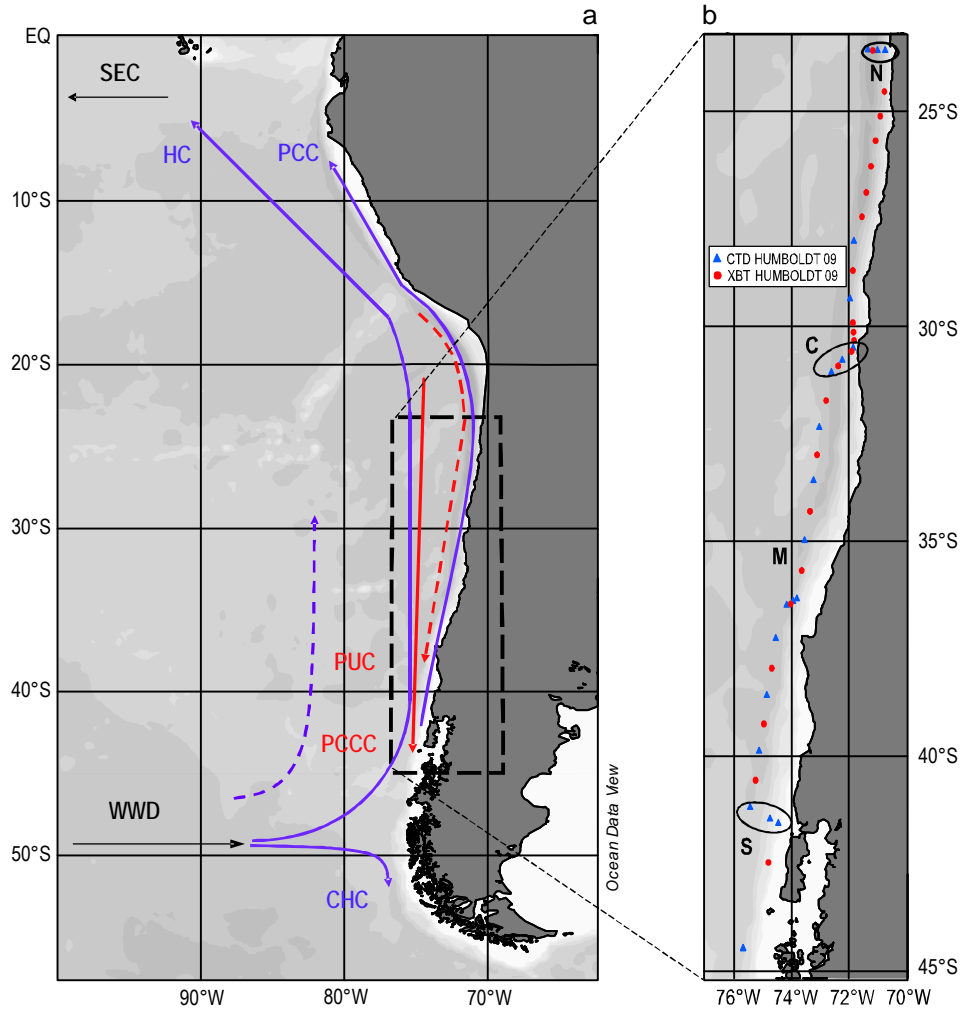 a
b
EQ
SEC
N
25°S
HC
PCC
10°S
CTD HUMBOLDT 09
XBT HUMBOLDT 09
30°S
C
20°S
30°S
35°S
M
PUC
40°S
PCCC
40°S
WWD
S
50°S
CHC
Ocean Data View
45°S
90°W
80°W
70°W
76°W
74°W
72°W
70°W